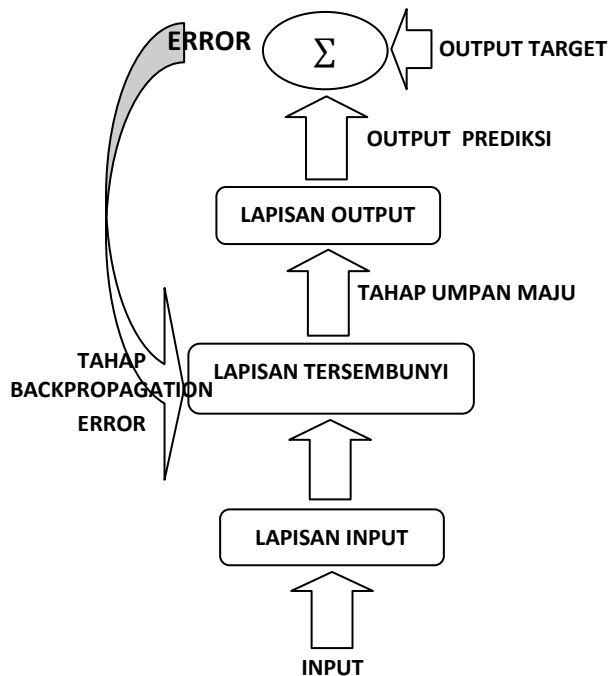 ERROR
Σ
OUTPUT TARGET
OUTPUT PREDIKSI
LAPISAN OUTPUT
TAHAP UMPAN MAJU
LAPISAN TERSEMBUNYI
TAHAP
BACKPROPAGATION
ERROR
LAPISAN INPUT
INPUT